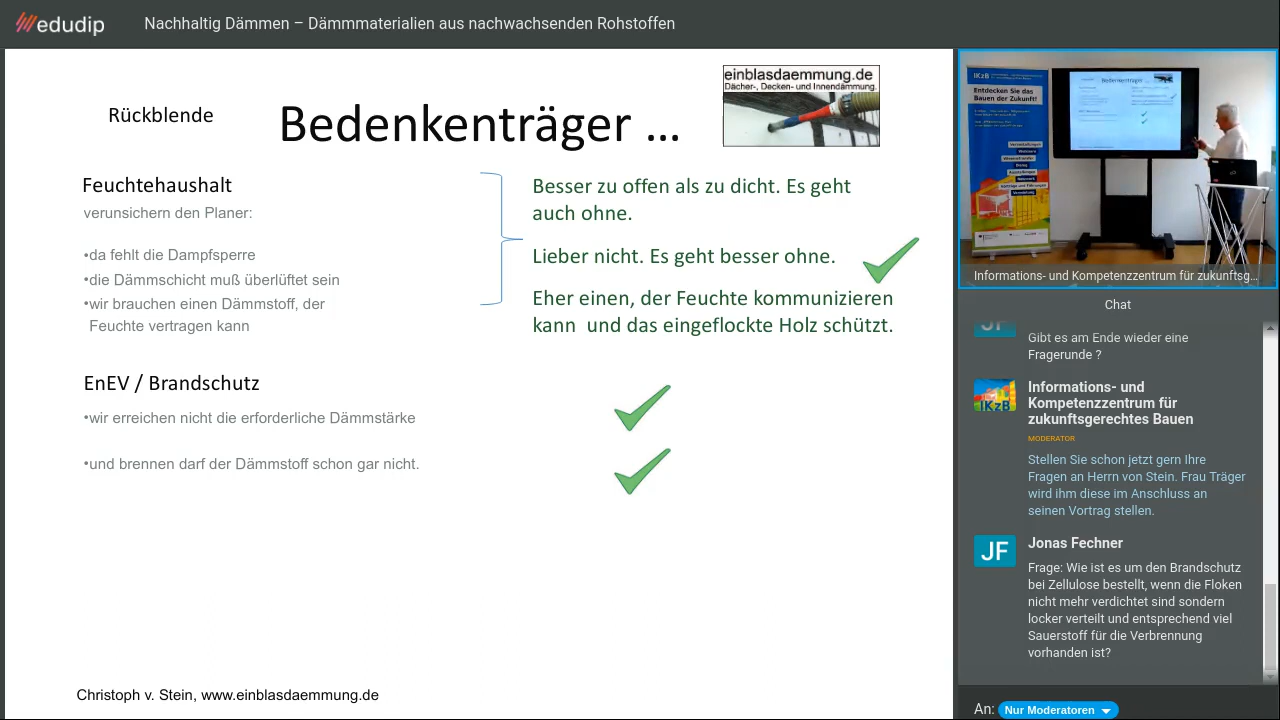 edudip
Nachhaltig Dämmen – Dämmmaterialien aus nachwachsenden Rohstoffen
Rückblende
Bedenkenträger ...
einblasdaemmung.de
Dächer-, Decken- und Innendämmung.
Feuchtehaushalt
verunsichern den Planer:
•da fehlt die Dampfsperre
•die Dämmschicht muß überlüftet sein
•wir brauchen einen Dämmstoff, der
Feuchte vertragen kann
Besser zu offen als zu dicht. Es geht
auch ohne.
Lieber nicht. Es geht besser ohne.
Eher einen, der Feuchte kommunizieren
kann und das eingeflockte Holz schützt.
EnEV / Brandschutz
•wir erreichen nicht die erforderliche Dämmstärke
•und brennen darf der Dämmstoff schon gar nicht.
Christoph v. Stein, www.einblasdaemmung.de
IKzB
Entdecken Sie das
Bauen der Zukunft!
Bedenkenträger ...
Informations- und Kompetenzzentrum für zukunftsg...
Chat
JF
Gibt es am Ende wieder eine
Fragerunde ?
IKzB
Informations- und
Kompetenzzentrum für
zukunftsgerechtes Bauen
MODERATOR
Stellen Sie schon jetzt gern Ihre
Fragen an Herrn von Stein. Frau Träger
wird ihm diese im Anschluss an
seinen Vortrag stellen.
JF
Jonas Fechner
Frage: Wie ist es um den Brandschutz
bei Zellulose bestellt, wenn die Floken
nicht mehr verdichtet sind sondern
locker verteilt und entsprechend viel
Sauerstoff für die Verbrennung
vorhanden ist?
An: Nur Moderatoren